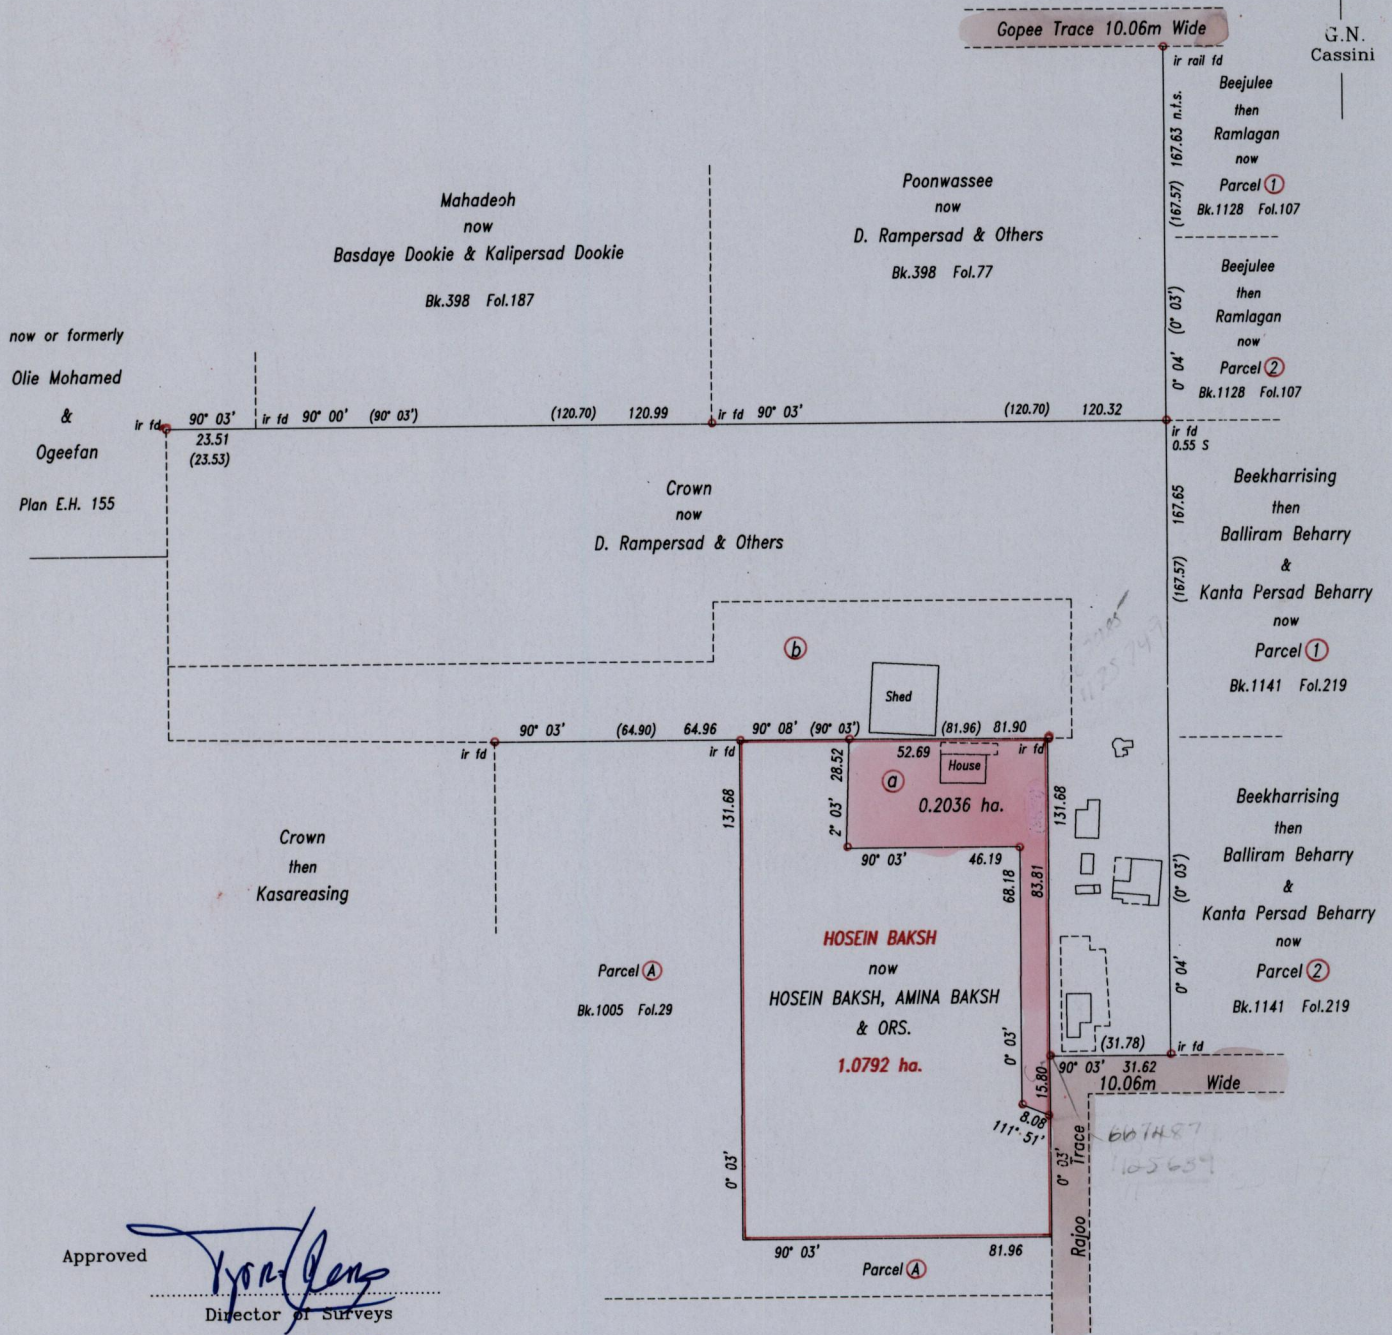 Gopee Trace 10.06m Wide
G.N.
Cassini
ir rail fd
Beejulee
then
Ramlagan
now
Parcel 1
Bk.1128 Fol.107
(167.57) 167.63 n.t.s.
Mahadeoh
now
Basdaye Dookie & Kalipersad Dookie
Bk.398 Fol.187
Poonwassee
now
D. Rampersad & Others
Bk.398 Fol.77
Beejulee
then
Ramlagan
now
Parcel 2
Bk.1128 Fol.107
0° 04' (0° 03')
now or formerly
Olie Mohamed
&
Ogeefan
Plan E.H. 155
ir fd
90° 03'
23.51
(23.53)
ir fd 90° 00' (90° 03') (120.70) 120.99
ir fd 90° 03' (120.70) 120.32
ir fd
0.55 S
Crown
now
D. Rampersad & Others
(167.57) 167.65
Beekharrising
then
Balliram Beharry
&
Kanta Persad Beharry
now
Parcel 1
Bk.1141 Fol.219
b
Shed
ir fd
90° 03' (64.90) 64.96
ir fd
90° 08' (90° 03') (81.96) 81.90
52.69
ir fd
House
28.52
2° 03'
a
0.2036 ha.
131.68
131.68
90° 03' 46.19
68.18
83.81
Crown
then
Kasareasing
Beekharrising
then
Balliram Beharry
&
Kanta Persad Beharry
now
Parcel 2
Bk.1141 Fol.219
0° 04' (0° 03')
Parcel A
Bk.1005 Fol.29
HOSEIN BAKSH
now
HOSEIN BAKSH, AMINA BAKSH
& ORS.
1.0792 ha.
0° 03'
15.80
8.08
111° 51'
(31.78)
90° 03' 31.62
ir fd
10.06m Wide
0° 03'
0° 03'
Rajoo Trace
667487
90° 03' 81.96
Parcel A
Approved
Director of Surveys